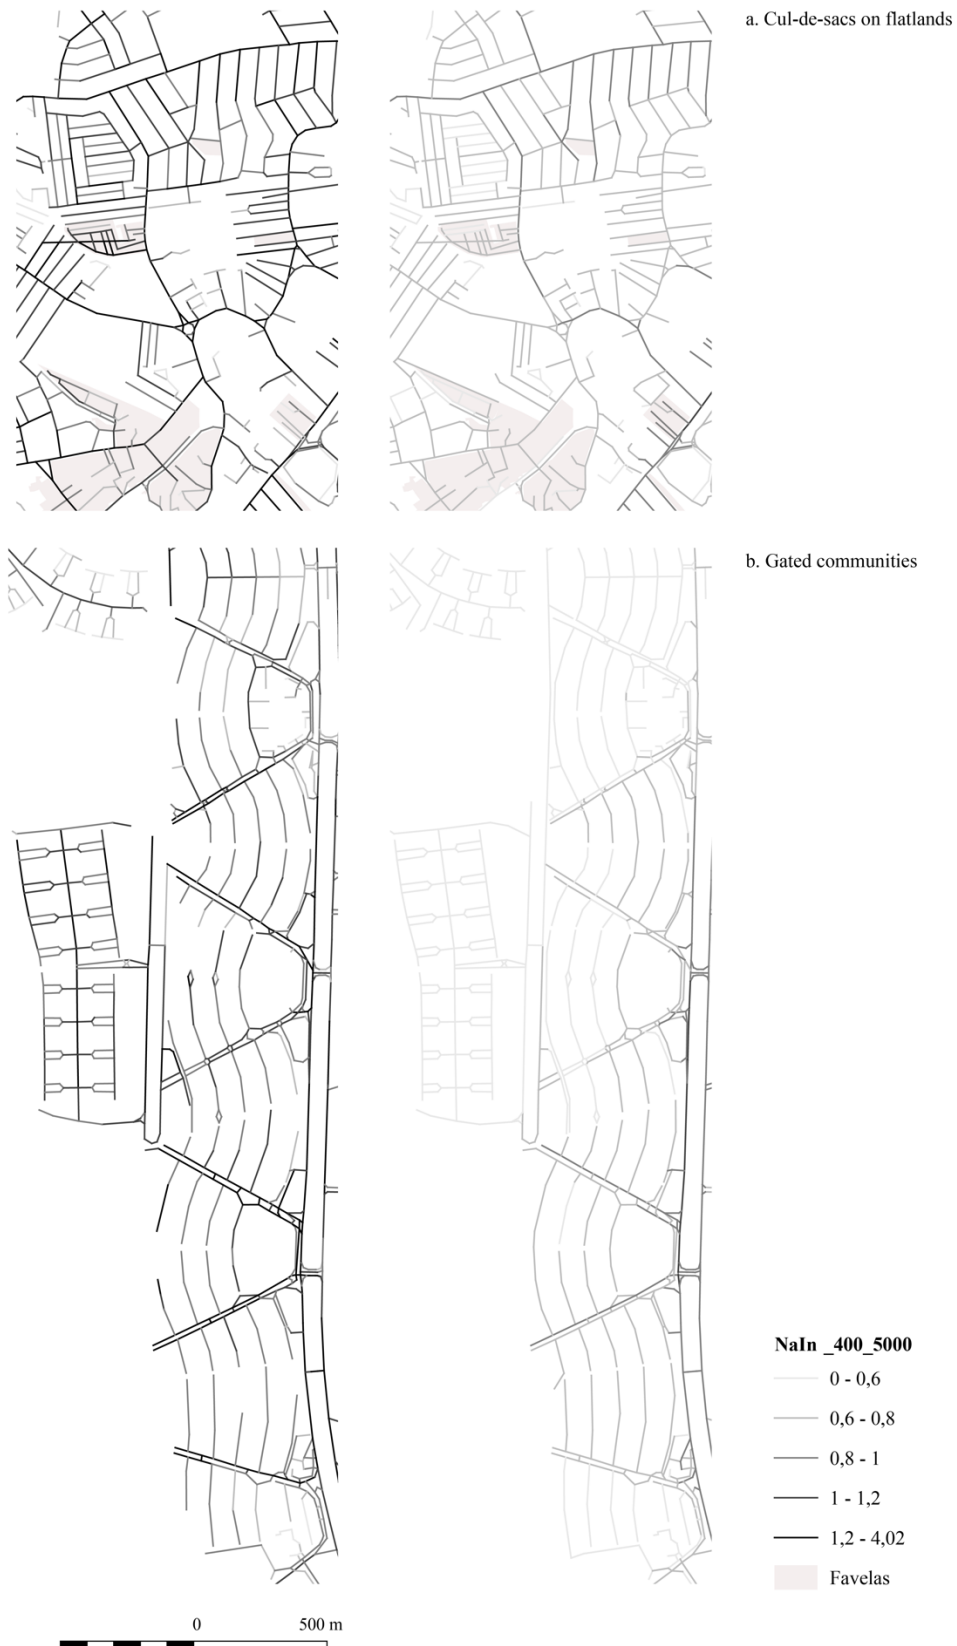 a. Cul-de-sacs on flatlands
b. Gated communities
NaIn _400_5000
0 - 0,6
0,6 - 0,8
0,8 - 1
1 - 1,2
1,2 - 4,02
Favelas
0 500 m